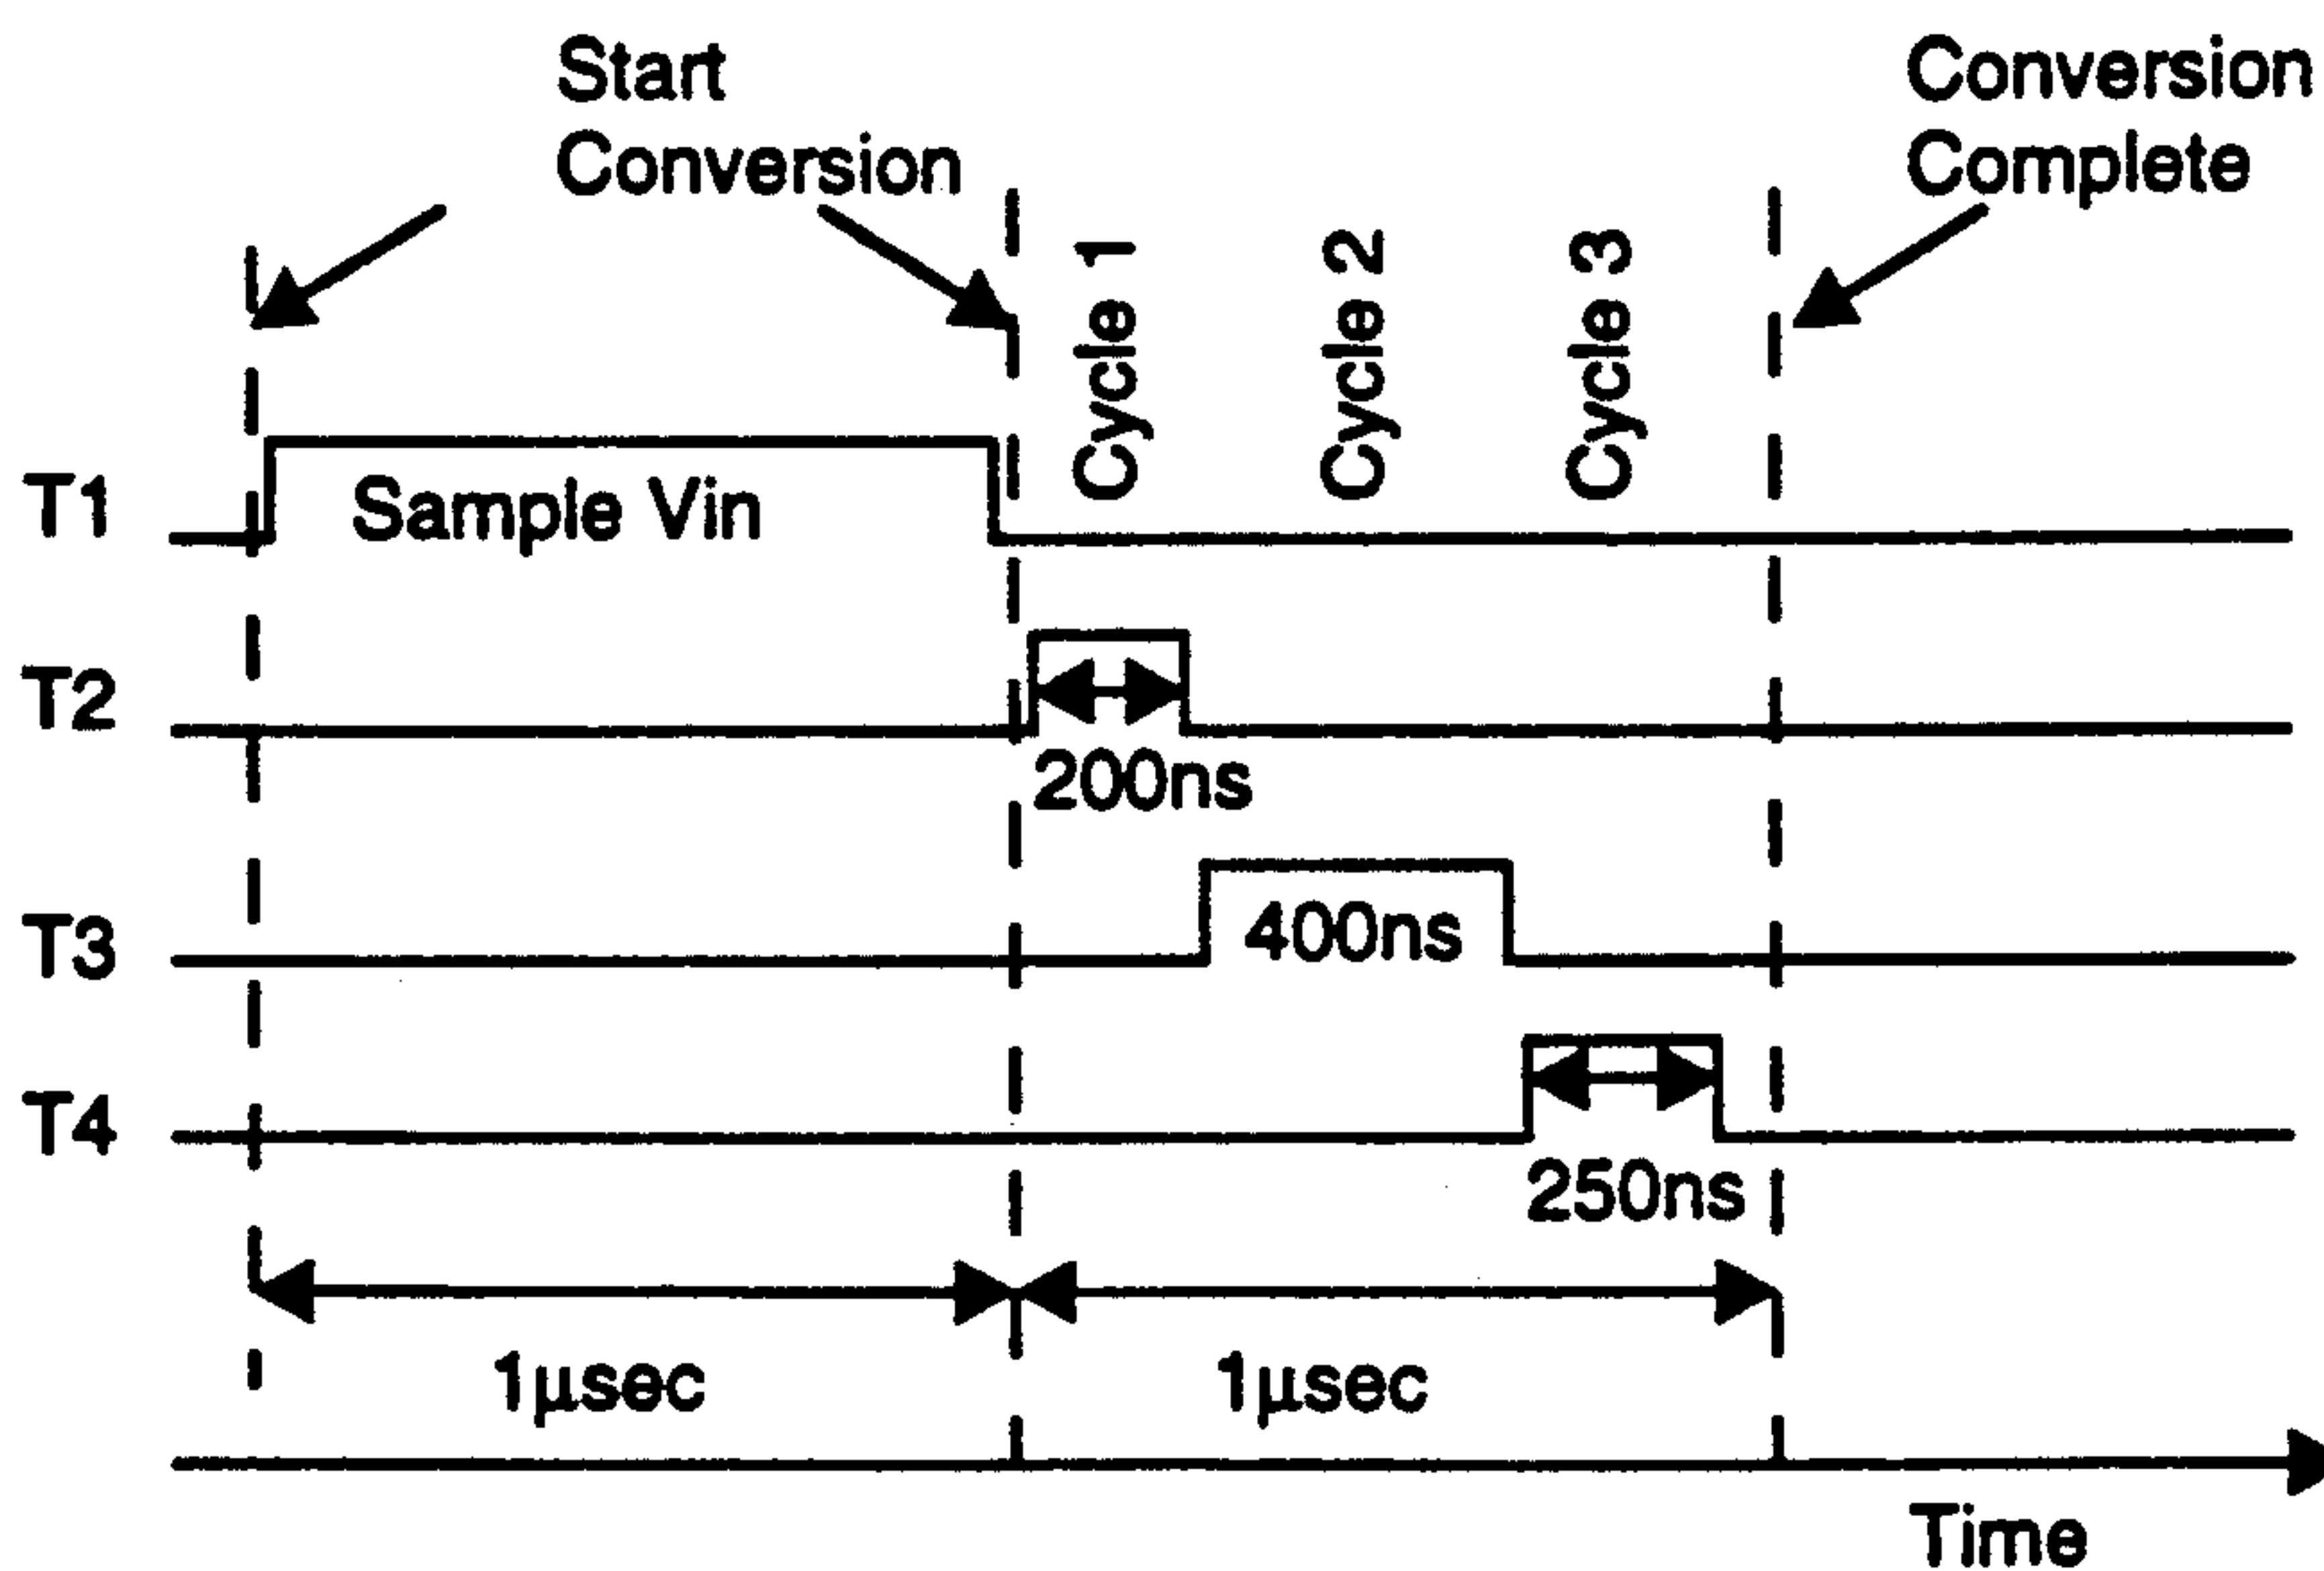 Start
Conversion
Conversion
Complete
Cycle 1
Cycle 2
Cycle 3
T1
Sample Vin
T2
200ns
T3
400ns
T4
250ns
1µsec
1µsec
Time